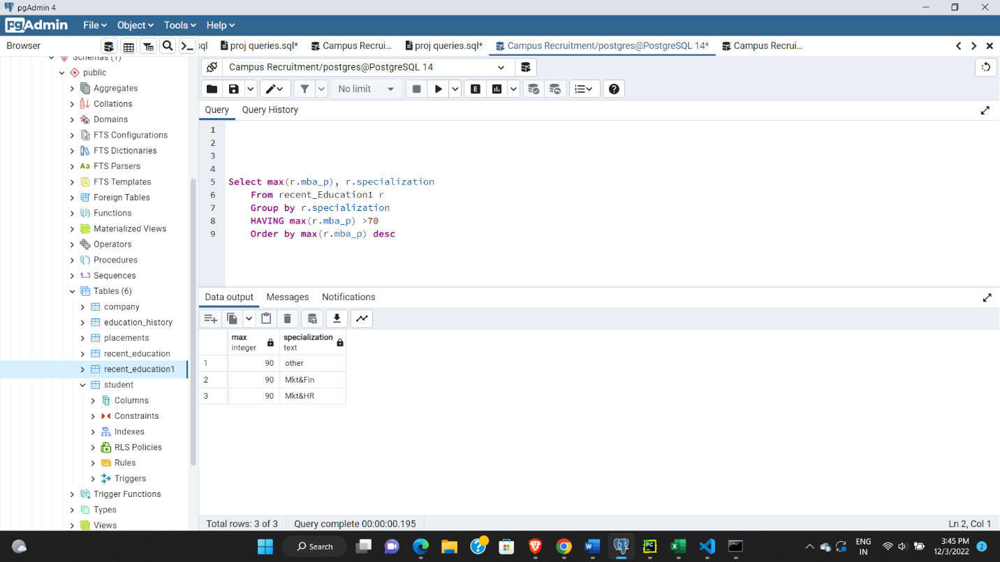 pgAdmin 4
pgAdmin
File
Object
Tools
Help
Browser
sql
proj queries.sql*
Campus Recrui...
proj queries.sql*
Campus Recruitment/postgres@PostgreSQL 14*
Campus Recrui...
Schemas (1)
public
Aggregates
Collations
Domains
FTS Configurations
FTS Dictionaries
Aa FTS Parsers
FTS Templates
Foreign Tables
Functions
Materialized Views
Operators
Procedures
1..3 Sequences
Tables (6)
company
education_history
placements
recent_education
recent_education1
student
Columns
Constraints
Indexes
RLS Policies
Rules
Triggers
Trigger Functions
Types
Views
Campus Recruitment/postgres@PostgreSQL 14
No limit
E
Query
Query History
1
2
3
4
5 Select max(r.mba_p), r.specialization
6 From recent_Education1 r
7 Group by r.specialization
8 HAVING max(r.mba_p) >70
9 Order by max(r.mba_p) desc
Data output
Messages
Notifications
max specialization
integer text
1 90 other
2 90 Mkt&Fin
3 90 Mkt&HR
Total rows: 3 of 3
Query complete 00:00:00.195
Ln 2, Col 1
Search
PC
ENG
IN
3:45 PM
12/3/2022
2